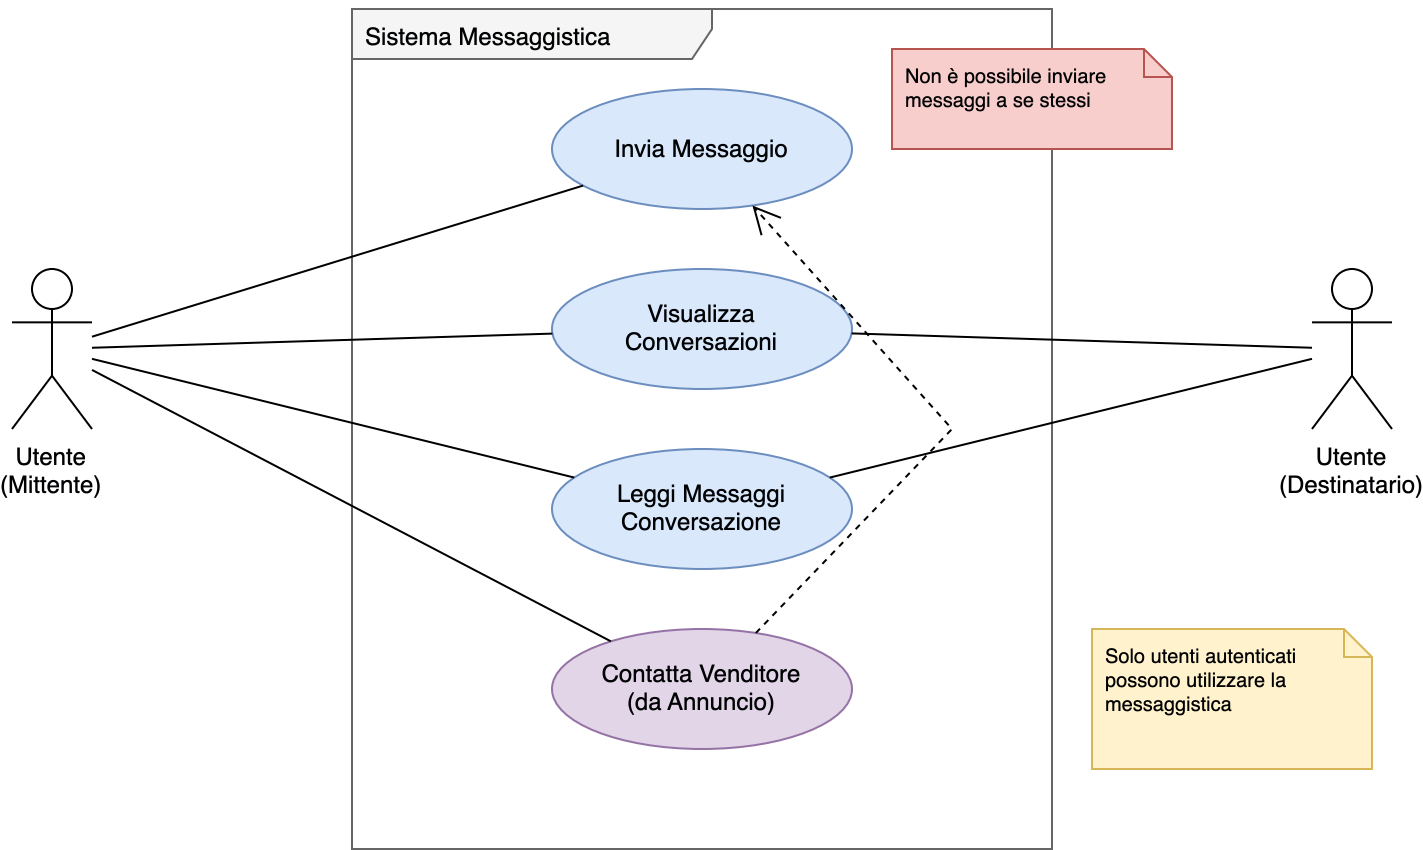 Sistema Messaggistica
Non è possibile inviare
messaggi a se stessi
Invia Messaggio
Visualizza
Conversazioni
Utente
(Mittente)
Utente
(Destinatario)
Leggi Messaggi
Conversazione
Contatta Venditore
(da Annuncio)
Solo utenti autenticati
possono utilizzare la
messaggistica